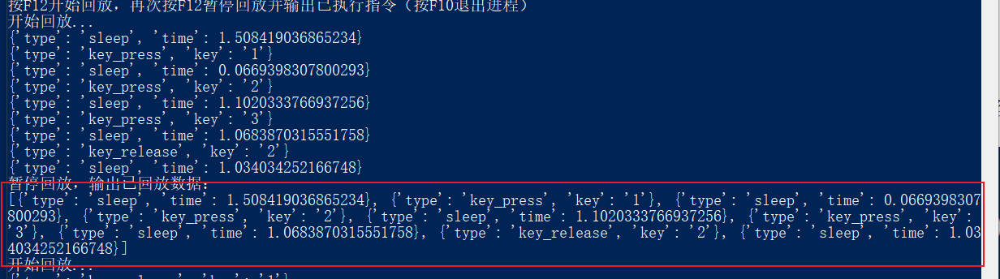 按F12开始回放，再次按F12暂停回放并输出已执行指令（按F10退出进程）
开始回放...
{'type': 'sleep', 'time': 1.508419036865234}
{'type': 'key_press', 'key': '1'}
{'type': 'sleep', 'time': 0.0669398307800293}
{'type': 'key_press', 'key': '2'}
{'type': 'sleep', 'time': 1.1020333766937256}
{'type': 'key_press', 'key': '3'}
{'type': 'sleep', 'time': 1.0683870315551758}
{'type': 'key_release', 'key': '2'}
{'type': 'sleep', 'time': 1.034034252166748}
暂停回放，输出已回放数据：
[{'type': 'sleep', 'time': 1.508419036865234}, {'type': 'key_press', 'key': '1'}, {'type': 'sleep', 'time': 0.0669398307
800293}, {'type': 'key_press', 'key': '2'}, {'type': 'sleep', 'time': 1.1020333766937256}, {'type': 'key_press', 'key':
'3'}, {'type': 'sleep', 'time': 1.0683870315551758}, {'type': 'key_release', 'key': '2'}, {'type': 'sleep', 'time': 1.03
4034252166748}]
开始回放...